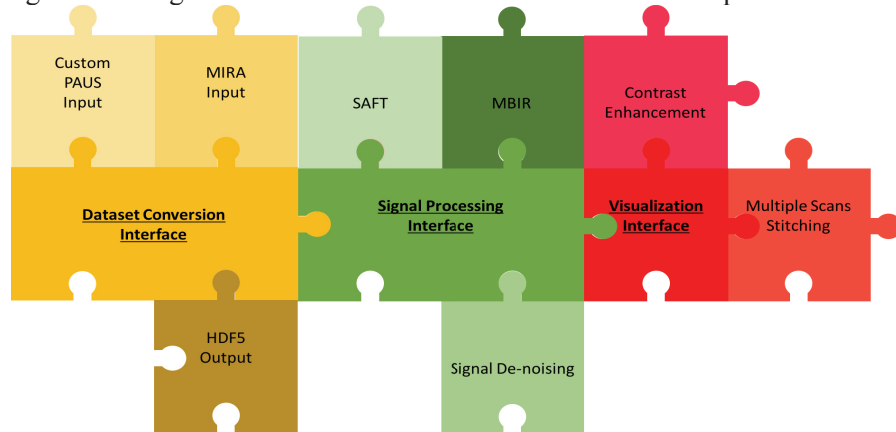 Custom
PAUS
Input
MIRA
Input
SAFT
MBIR
Contrast
Enhancement
Dataset Conversion
Interface
Signal Processing
Interface
Visualization
Interface
Multiple Scans
Stitching
HDF5
Output
Signal De-noising